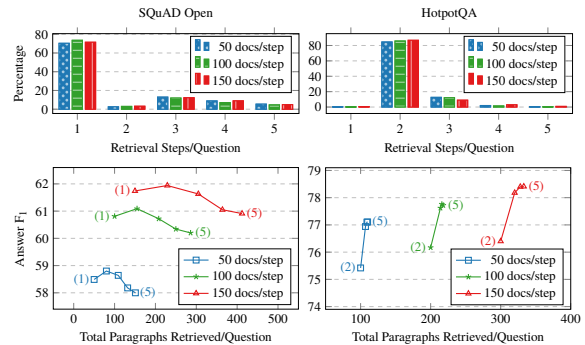 SQuAD Open
HotpotQA
80
60
40
20
0
Percentage
50 docs/step
100 docs/step
150 docs/step
1 2 3 4 5
Retrieval Steps/Question
80
60
40
20
0
50 docs/step
100 docs/step
150 docs/step
1 2 3 4 5
Retrieval Steps/Question
62
61
60
59
58
Answer F1
(1)
(5)
(1)
(5)
(1)
(5)
50 docs/step
100 docs/step
150 docs/step
0 100 200 300 400 500
Total Paragraphs Retrieved/Question
78
77
76
75
74
79
(5)
(5)
(5)
(2)
(2)
(2)
50 docs/step
100 docs/step
150 docs/step
100 200 300 400
Total Paragraphs Retrieved/Question